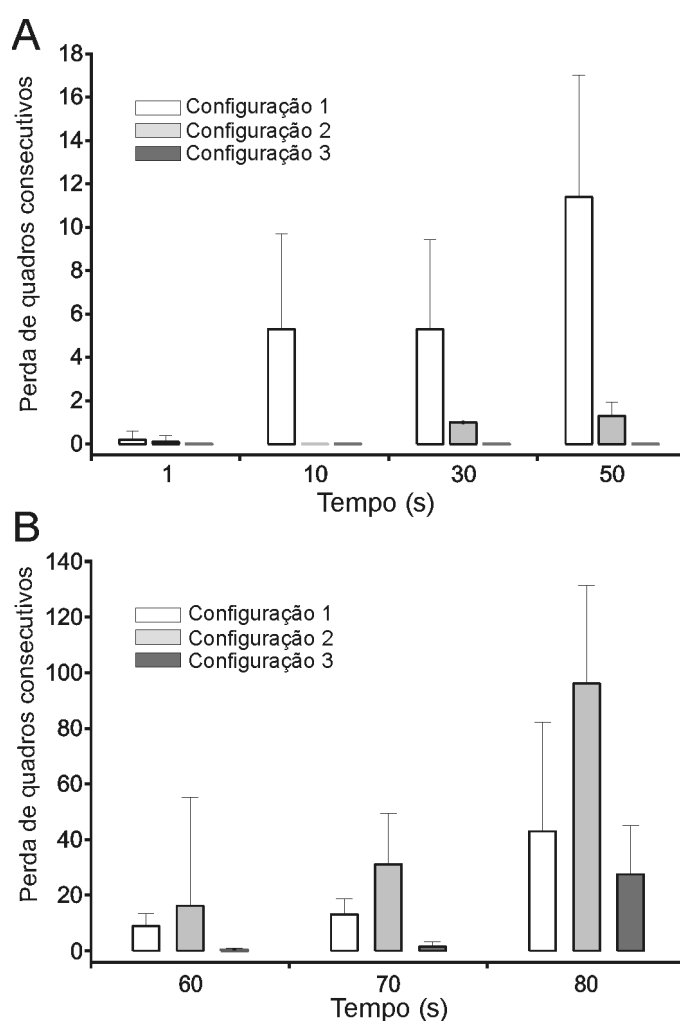 A
Perda de quadros consecutivos
18
16
14
12
10
8
6
4
2
0
Configuração 1
Configuração 2
Configuração 3
1 10 30 50
Tempo (s)
B
Perda de quadros consecutivos
140
120
100
80
60
40
20
0
Configuração 1
Configuração 2
Configuração 3
60 70 80
Tempo (s)